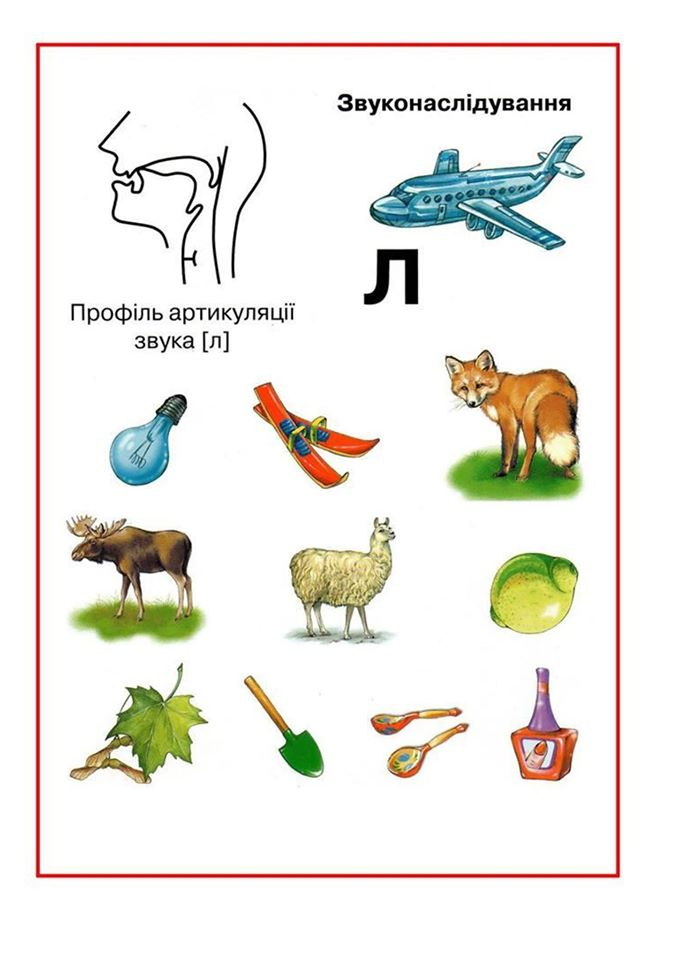 Звуконаслідування
Л
Профіль артикуляції
звука [л]